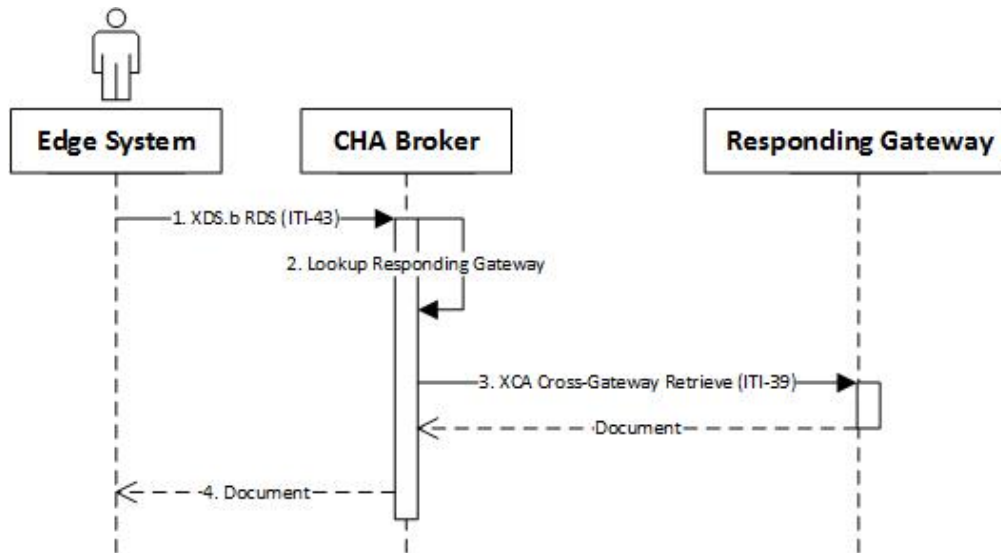 Edge System
CHA Broker
Responding Gateway
1. XDS.b RDS (ITI-43)
2. Lookup Responding Gateway
3. XCA Cross-Gateway Retrieve (ITI-39)
Document
4. Document